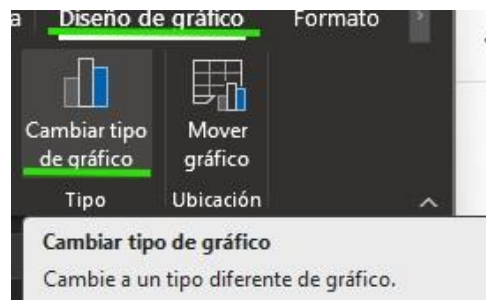 a Diseño de gráfico Formato
Cambiar tipo de gráfico
Mover gráfico
Tipo Ubicación
Cambiar tipo de gráfico
Cambie a un tipo diferente de gráfico.